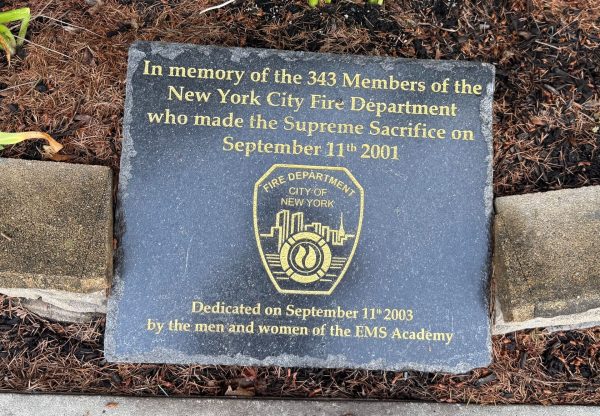 In memory of the 343 Members of the
New York City Fire Department
who made the Supreme Sacrifice on
September 11th 2001
FIRE DEPARTMENT
CITY OF
NEW YORK
Dedicated on September 11th 2003
by the men and women of the EMS Academy